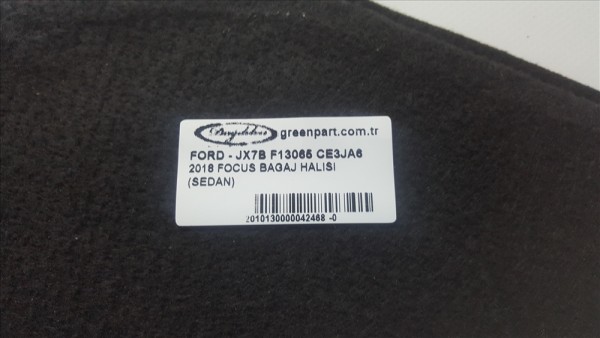 greenpart.com.tr
FORD - JX7B F13065 CE3JA6
2018 FOCUS BAGAJ HALISI
(SEDAN)
2010130000042468 -0